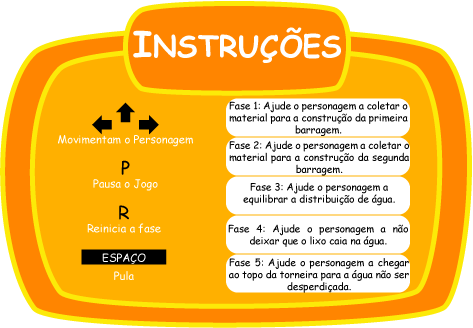 INSTRUÇÕES
Movimentam o Personagem
P
Pausa o Jogo
R
Reinicia a fase
ESPAÇO
Pula
Fase 1: Ajude o personagem a coletar o
material para a construção da primeira
barragem.
Fase 2: Ajude o personagem a coletar o
material para a construção da segunda
barragem.
Fase 3: Ajude o personagem a
equilibrar a distribuição de água.
Fase 4: Ajude o personagem a não
deixar que o lixo caia na água.
Fase 5: Ajude o personagem a chegar
ao topo da torneira para a água não ser
desperdiçada.